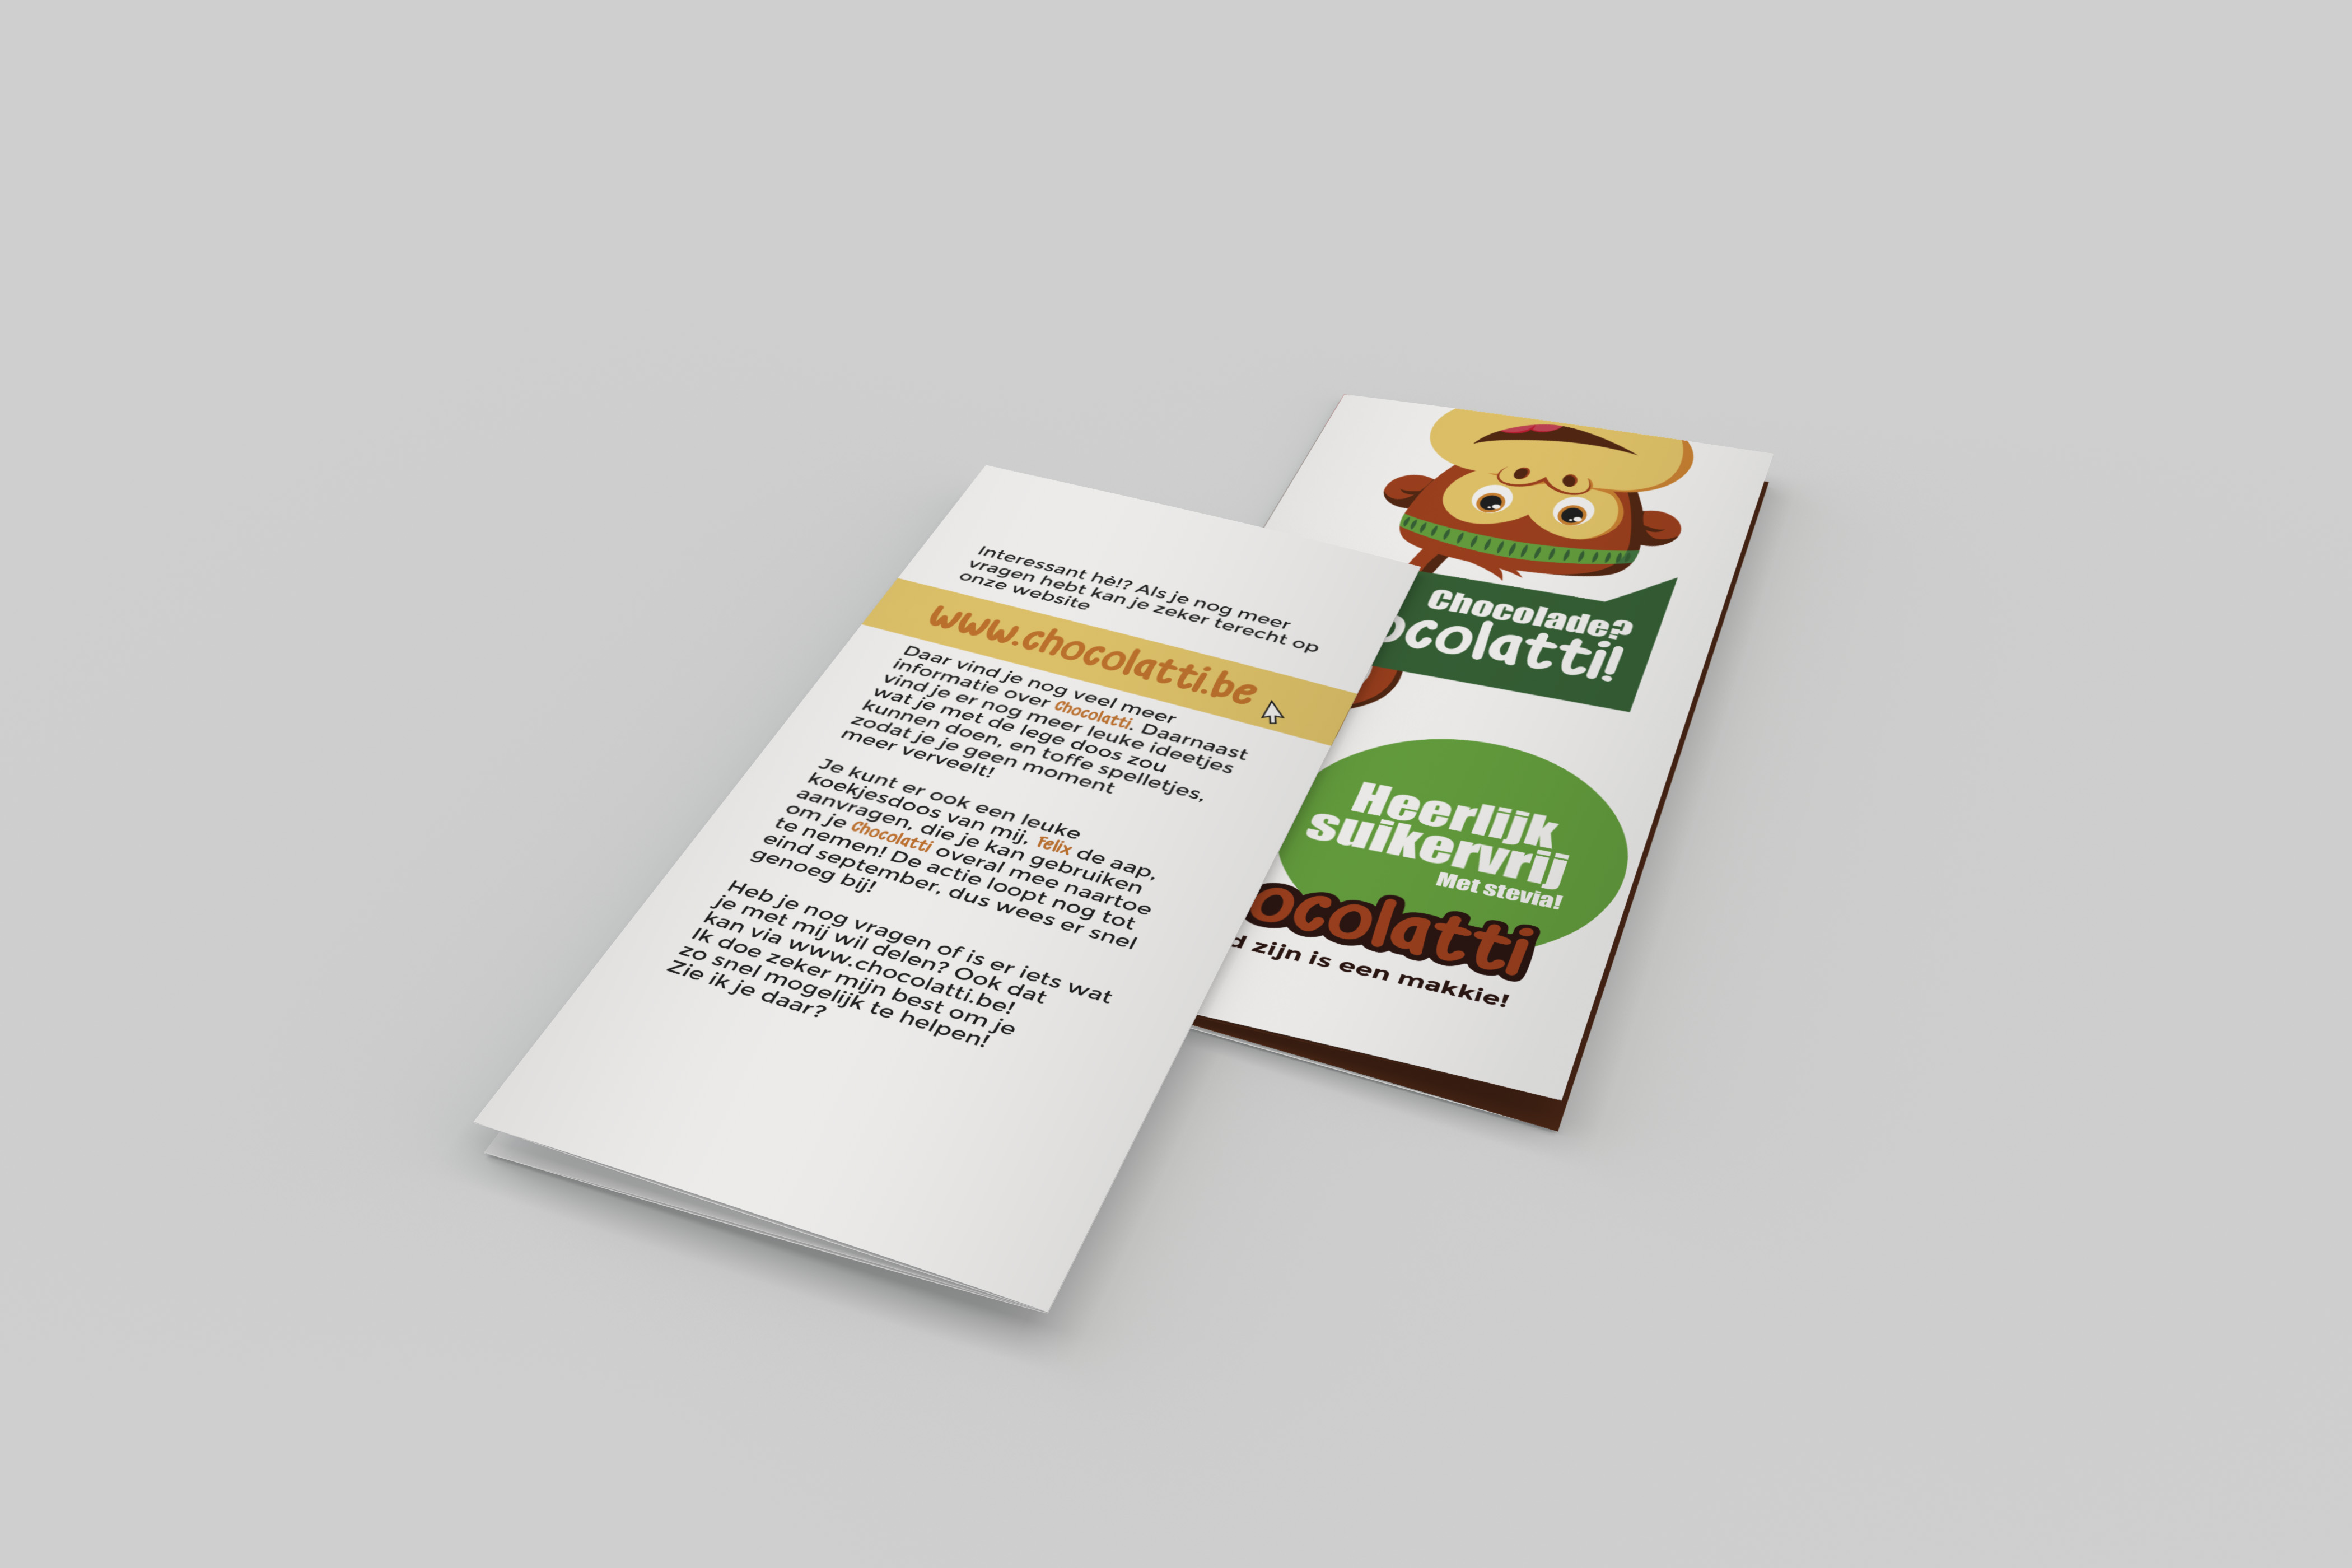 Interessant hè!? Als je nog meer
vragen hebt kan je zeker terecht op
onze website
www.chocolatti.be
Daar vind je nog veel meer
informatie over Chocolatti. Daarnaast
vind je er nog meer leuke ideetjes
wat je met de lege doos zou
kunnen doen, en toffe spelletjes,
zodat je je geen moment
meer verveelt!
Je kunt er ook een leuke
koekjesdoos van mij, Felix de aap,
aanvragen, die je kan gebruiken
om je Chocolatti overal mee naartoe
te nemen! De actie loopt nog tot
eind september, dus wees er snel
genoeg bij!
Heb je nog vragen of is er iets wat
je met mij wil delen? Ook dat
kan via www.chocolatti.be!
Ik doe zeker mijn best om je
zo snel mogelijk te helpen!
Zie ik je daar?
Chocolade?
ocolatti!
Heerlijk
suikervrij
Met stevia!
ocolatti
d zijn is een makkie!